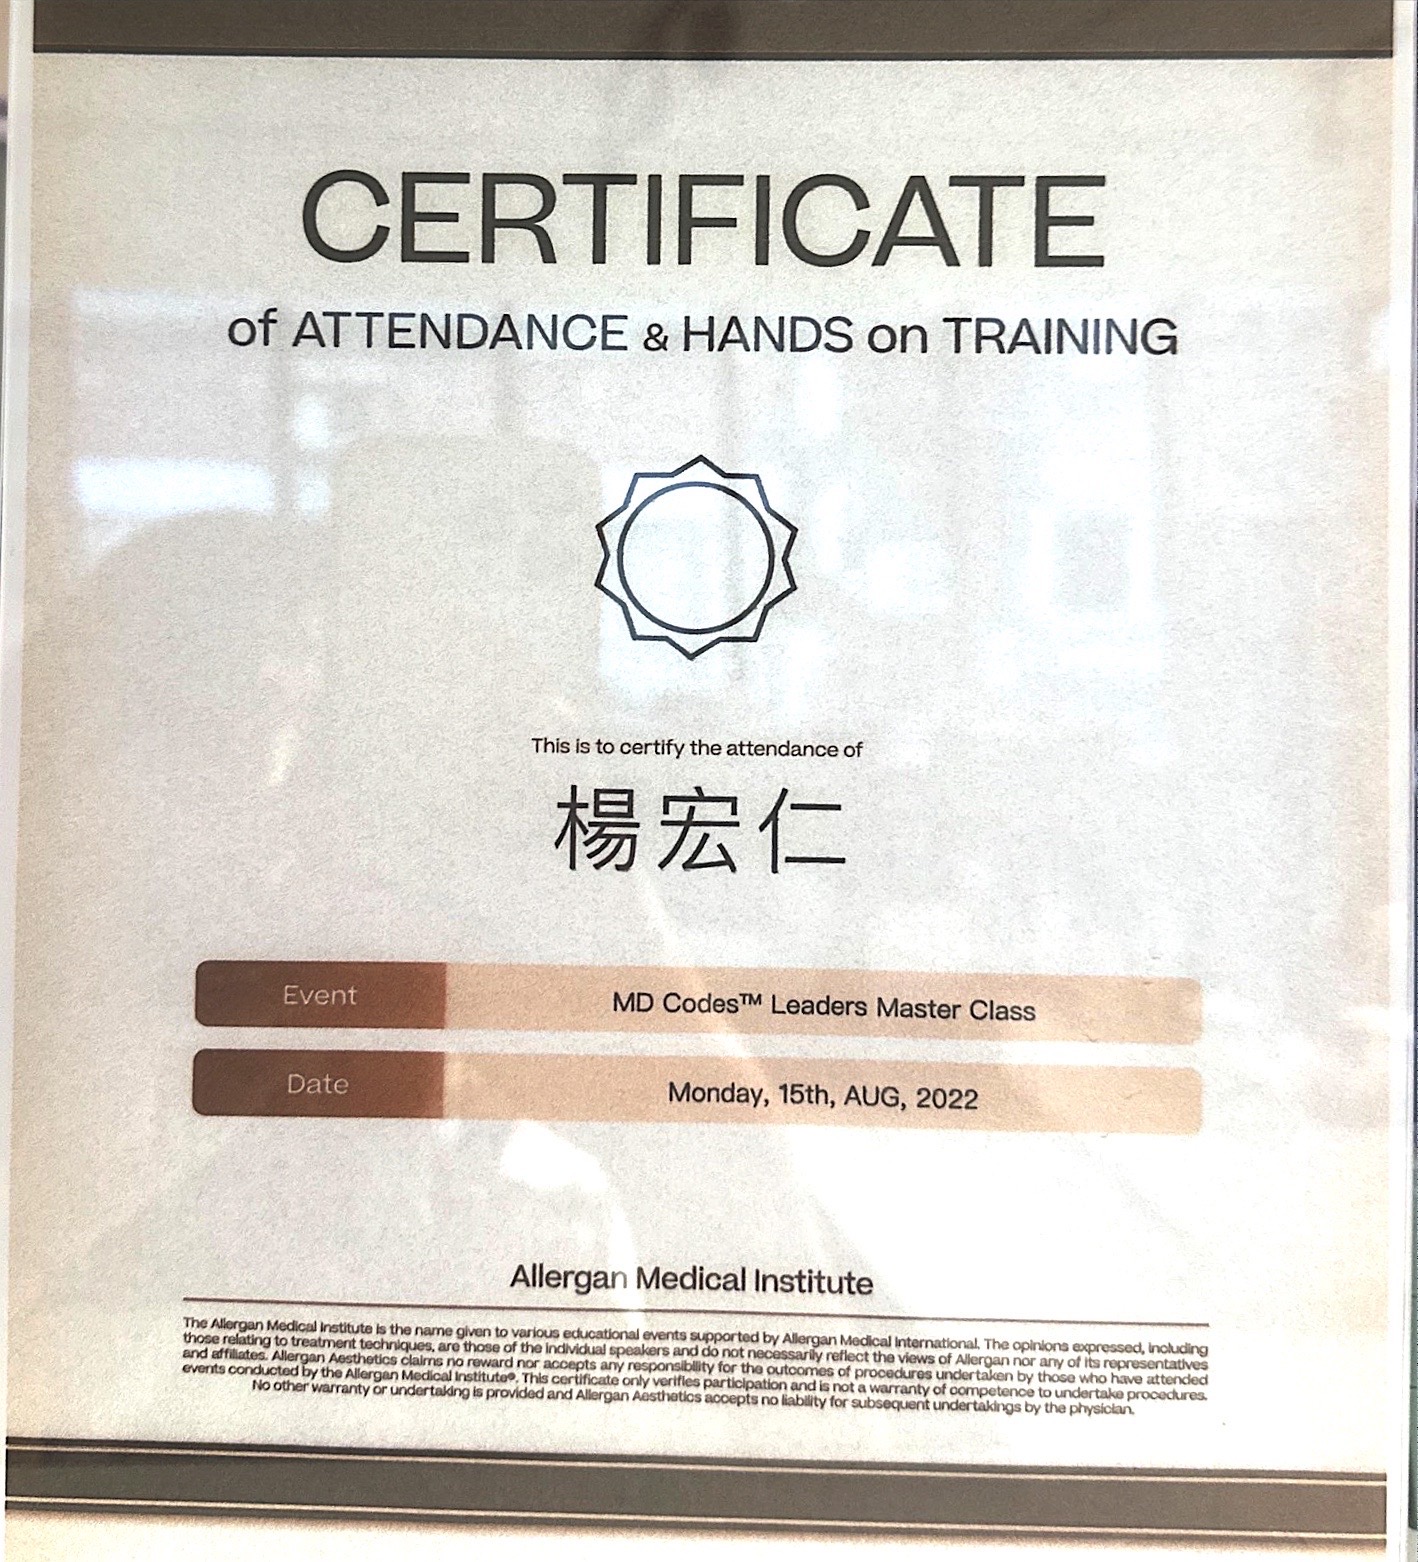 CERTIFICATE
of ATTENDANCE & HANDS on TRAINING
This is to certify the attendance of
楊宏仁
Event MD Codes™ Leaders Master Class
Date Monday, 15th, AUG, 2022
Allergan Medical Institute
The Allergan Medical Institute is the name given to various educational events supported by Allergan Medical International. The opinions expressed, including
those relating to treatment techniques, are those of the individual speakers and do not necessarily reflect the views of Allergan nor any of its representatives
and affiliates. Allergan Aesthetics claims no reward nor accepts any responsibility for the outcomes of procedures undertaken by those who have attended
events conducted by the Allergan Medical Institute®. This certificate only verifies participation and is not a warranty of competence to undertake procedures.
No other warranty or undertaking is provided and Allergan Aesthetics accepts no liability for subsequent undertakings by the physician.